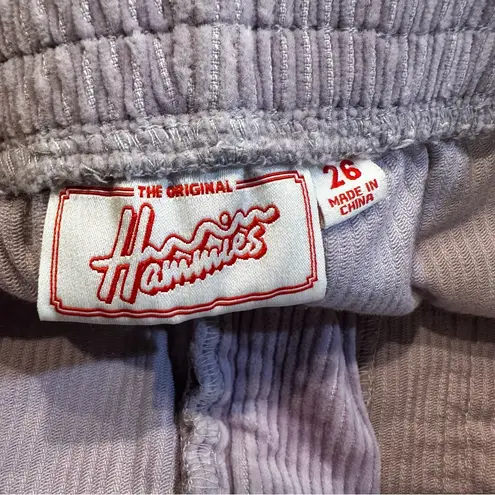 THE ORIGINAL
Hammies
26
MADE IN
CHINA